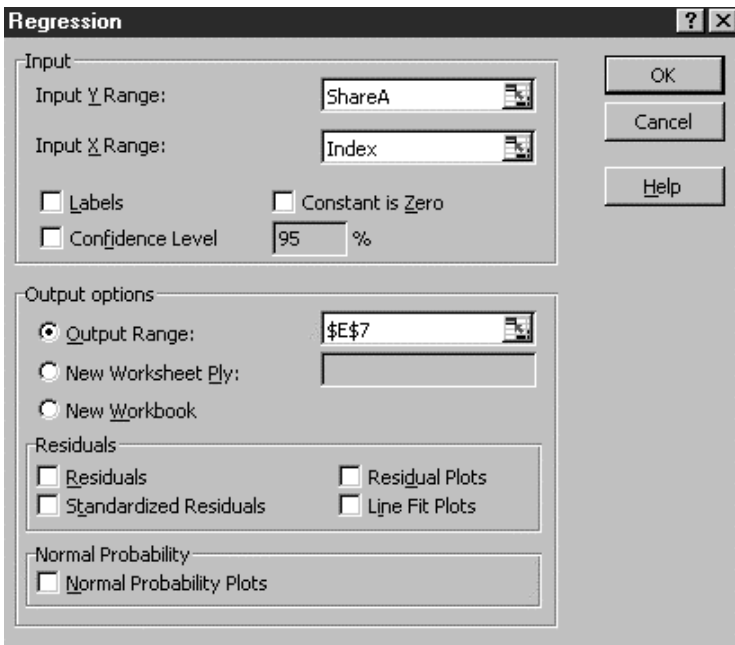 Regression
Input
Input Y Range:
ShareA
Input X Range:
Index
Labels
Constant is Zero
Confidence Level
95 %
OK
Cancel
Help
Output options
Output Range:
$E$7
New Worksheet Ply:
New Workbook
Residuals
Residuals
Residual Plots
Standardized Residuals
Line Fit Plots
Normal Probability
Normal Probability Plots